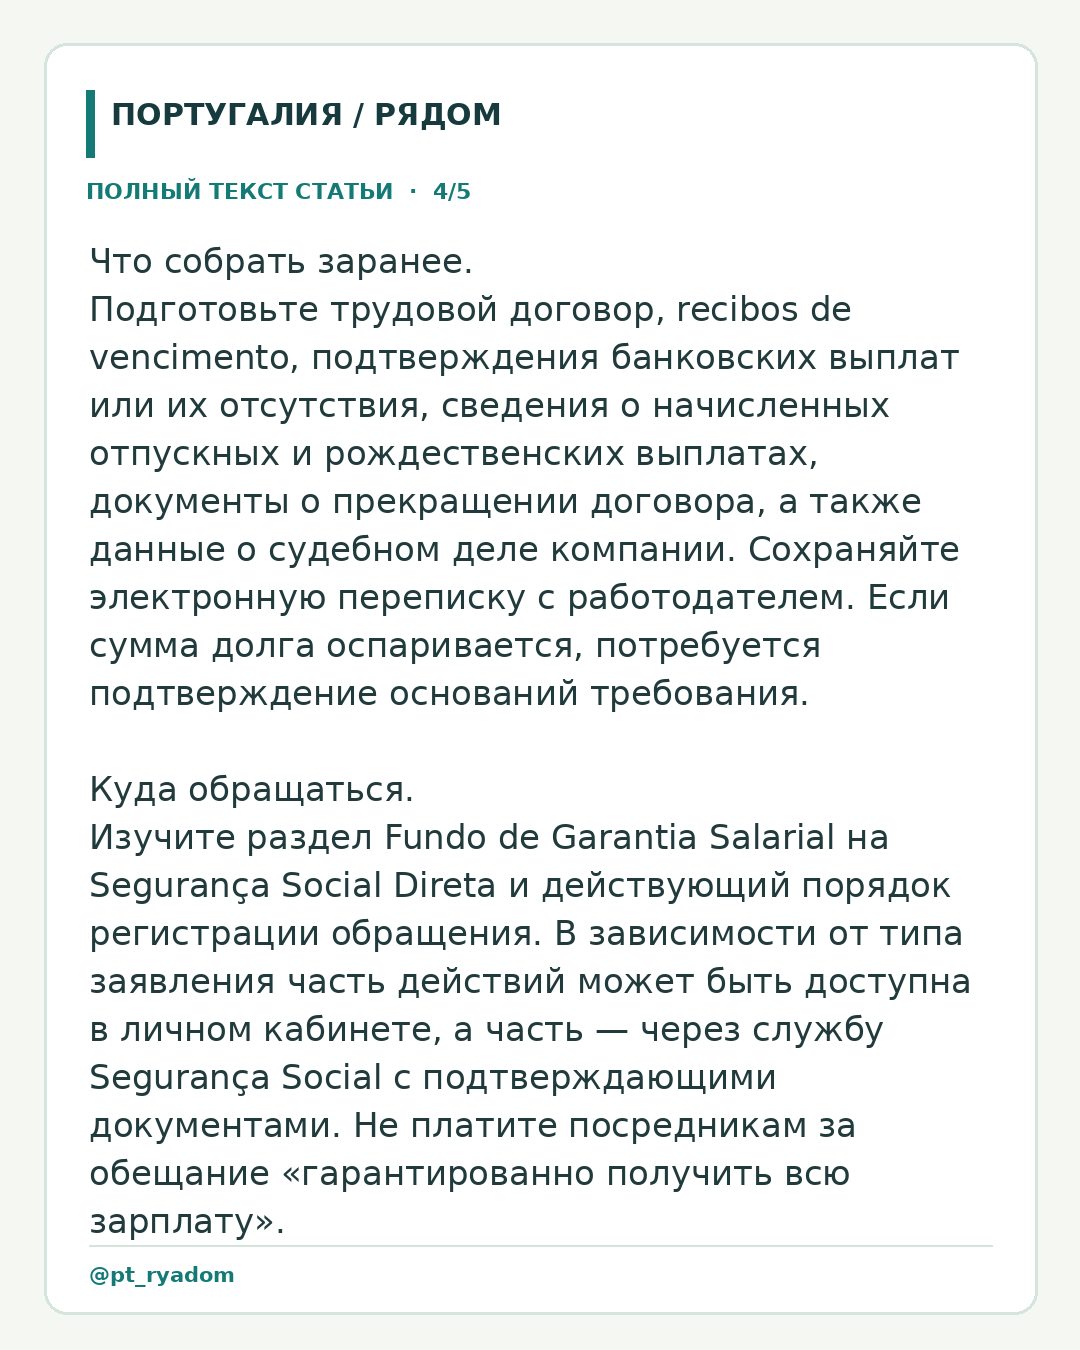 ПОРТУГАЛИЯ / РЯДОМ
ПОЛНЫЙ ТЕКСТ СТАТЬИ · 4/5
Что собрать заранее.
Подготовьте трудовой договор, recibos de
vencimento, подтверждения банковских выплат
или их отсутствия, сведения о начисленных
отпускных и рождественских выплатах,
документы о прекращении договора, а также
данные о судебном деле компании. Сохраняйте
электронную переписку с работодателем. Если
сумма долга оспаривается, потребуется
подтверждение оснований требования.
Куда обращаться.
Изучите раздел Fundo de Garantia Salarial на
Segurança Social Direta и действующий порядок
регистрации обращения. В зависимости от типа
заявления часть действий может быть доступна
в личном кабинете, а часть — через службу
Segurança Social с подтверждающими
документами. Не платите посредникам за
обещание «гарантированно получить всю
зарплату».
@pt_ryadom